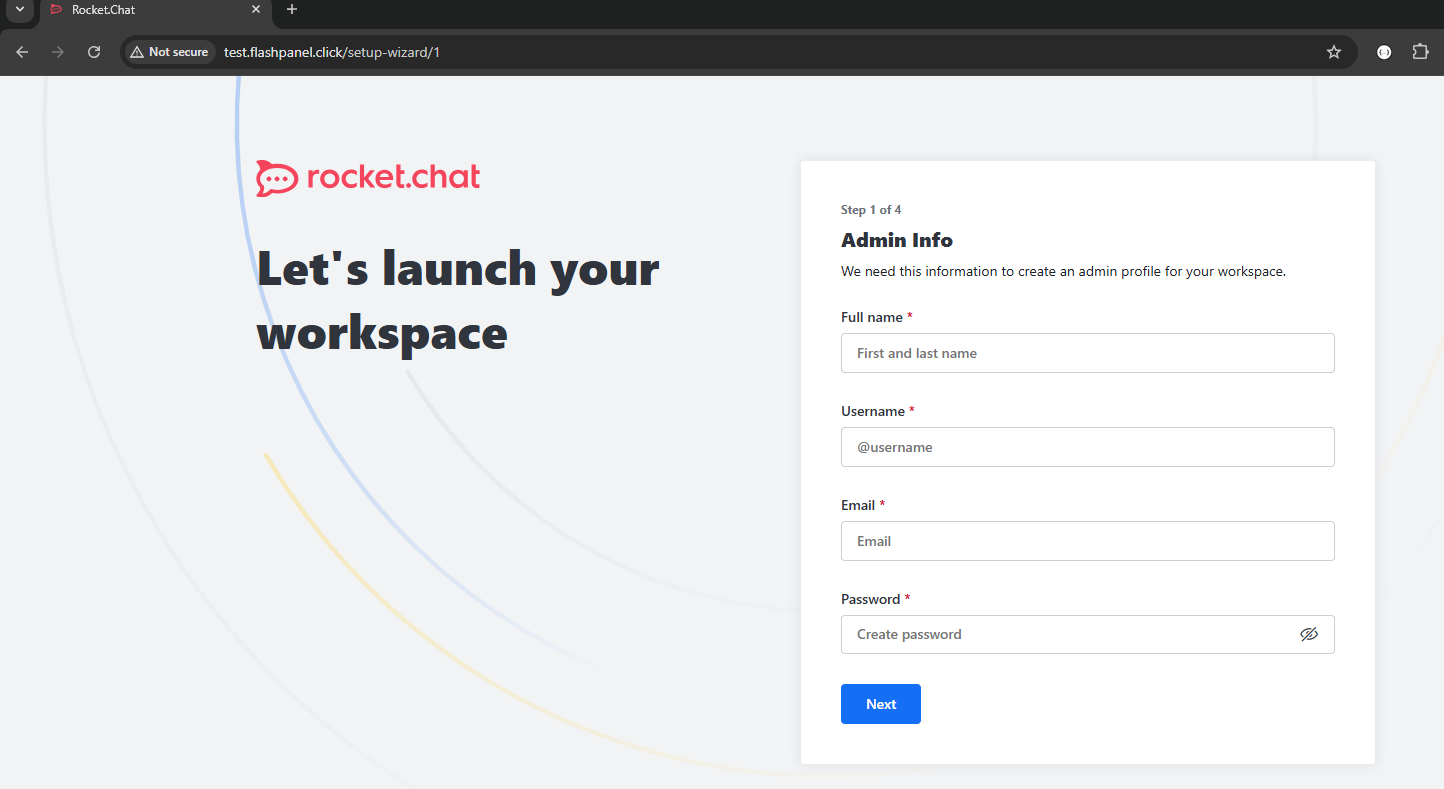 Rocket.Chat
Not secure
test.flashpanel.click/setup-wizard/1
rocket.chat
Let's launch your
workspace
Step 1 of 4
Admin Info
We need this information to create an admin profile for your workspace.
Full name *
First and last name
Username *
@username
Email *
Email
Password *
Create password
Next